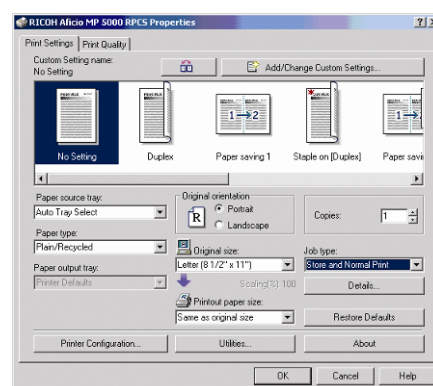 RICOH Aficio MP 5000 RPCS Properties
Print Settings
Print Quality
Custom Setting name:
No Setting
Add/Change Custom Settings...
No Setting
Duplex
Paper saving 1
Staple on [Duplex]
Paper savi
1
2
1
Paper source tray:
Auto Tray Select
Paper type:
Plain/Recycled
Paper output tray:
Printer Defaults
Original orientation
R
Portrait
Landscape
Original size:
Letter (8 1/2" x 11")
Scaling(%): 100
Printout paper size:
Same as original size
Copies:
1
Job type:
Store and Normal Print
Details...
Restore Defaults
Printer Configuration...
Utilities...
About
OK
Cancel
Help